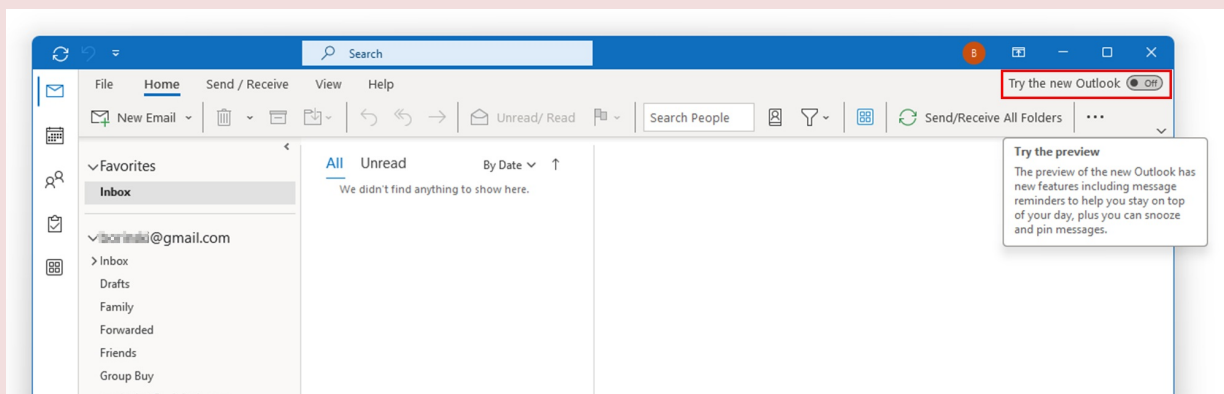 Search
B
File Home Send / Receive View Help
Try the new Outlook Off
New Email Unread/ Read Search People Send/Receive All Folders
Try the preview
The preview of the new Outlook has
new features including message
reminders to help you stay on top
of your day, plus you can snooze
and pin messages.
Favorites
Inbox
@gmail.com
Inbox
Drafts
Family
Forwarded
Friends
Group Buy
All Unread By Date
We didn't find anything to show here.